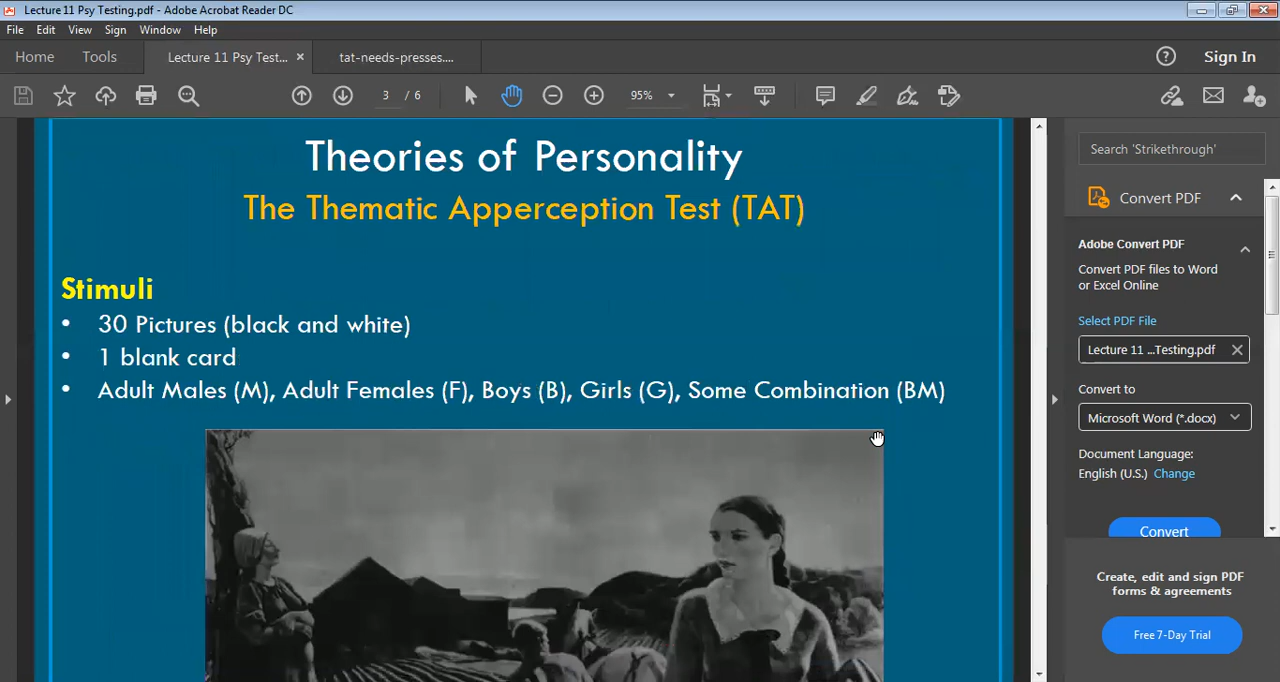 Lecture 11 Psy Testing.pdf - Adobe Acrobat Reader DC
File Edit View Sign Window Help
Home Tools Lecture 11 Psy Test... × tat-needs-presses.... Sign In
3 / 6 95%
Theories of Personality
The Thematic Apperception Test (TAT)
Stimuli
• 30 Pictures (black and white)
• 1 blank card
• Adult Males (M), Adult Females (F), Boys (B), Girls (G), Some Combination (BM)
Search 'Strikethrough'
Convert PDF
Adobe Convert PDF
Convert PDF files to Word
or Excel Online
Select PDF File
Lecture 11 ...Testing.pdf
Convert to
Microsoft Word (*.docx)
Document Language:
English (U.S.) Change
Convert
Create, edit and sign PDF
forms & agreements
Free 7-Day Trial